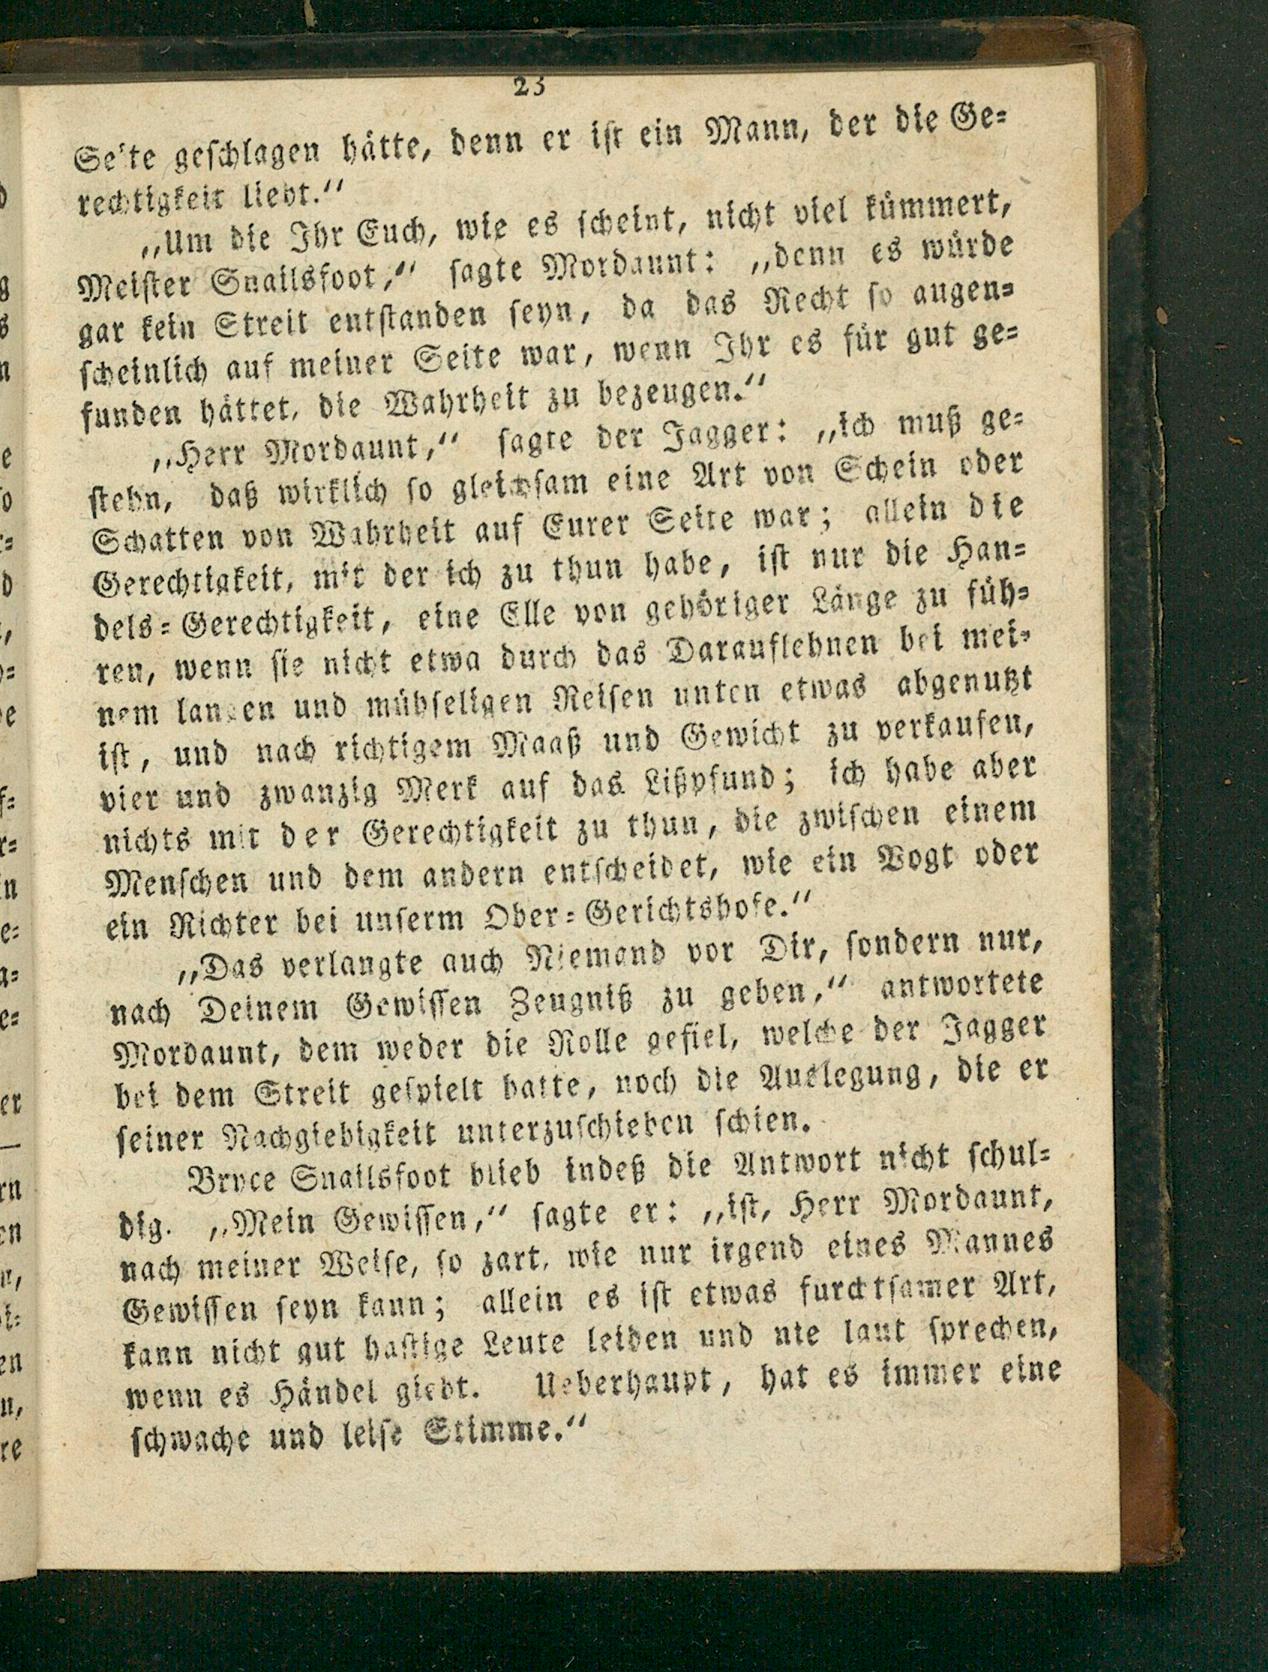 23
Seite geschlagen hätte, denn er ist ein Mann, der die Ge-
rechtigkeit liebt."
„Um die Ihr Euch, wie es scheint, nicht viel kümmert,
Meister Snailsfoot," sagte Mordaunt: „denn es würde
gar kein Streit entstanden seyn, da das Recht so augen-
scheinlich auf meiner Seite war, wenn Ihr es für gut ge-
funden hättet, die Wahrheit zu bezeugen."
„Herr Mordaunt," sagte der Jagger: „ich muß ge-
stehn, daß wirklich so gleichsam eine Art von Schein oder
Schatten von Wahrheit auf Eurer Seite war; allein die
Gerechtigkeit, mit der ich zu thun habe, ist nur die Han-
dels-Gerechtigkeit, eine Elle von gehöriger Länge zu füh-
ren, wenn sie nicht etwa durch das Darauflehnen bei mei-
nem langen und mühseligen Reisen unten etwas abgenutzt
ist, und nach richtigem Maaß und Gewicht zu verkaufen,
vier und zwanzig Merk auf das Lißpfund; ich habe aber
nichts mit der Gerechtigkeit zu thun, die zwischen einem
Menschen und dem andern entscheidet, wie ein Vogt oder
ein Richter bei unserm Ober-Gerichtshofe."
„Das verlangte auch Niemand vor Dir, sondern nur,
nach Deinem Gewissen Zeugniß zu geben," antwortete
Mordaunt, dem weder die Rolle gefiel, welche der Jagger
bei dem Streit gespielt hatte, noch die Auslegung, die er
seiner Nachgiebigkeit unterzuschieben schien.
Bryce Snailsfoot blieb indeß die Antwort nicht schul-
dig. „Mein Gewissen," sagte er: „ist, Herr Mordaunt,
nach meiner Weise, so zart, wie nur irgend eines Mannes
Gewissen seyn kann; allein es ist etwas furchtsamer Art,
kann nicht gut hastige Leute leiden und nie laut sprechen,
wenn es Händel giebt. Ueberhaupt, hat es immer eine
schwache und leise Stimme."